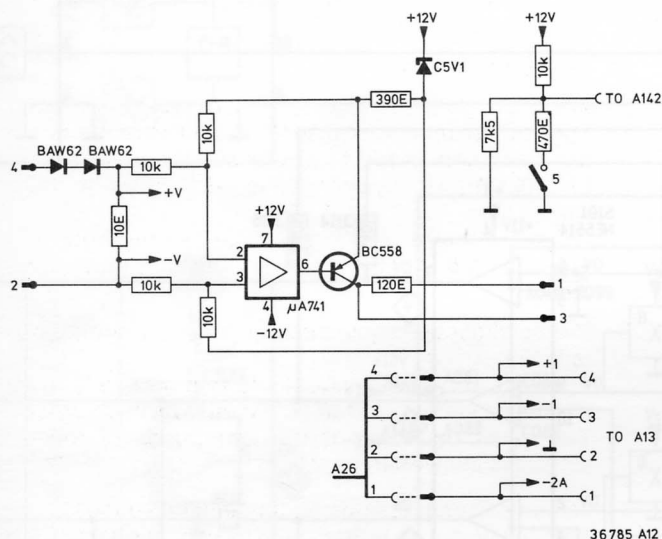 +12V
+12V
C5V1
390E
10k
TO A142
10k
7k5
470E
5
BAW62 BAW62
4
10k
+V
10E
+12V
7
-V
2
6
BC558
3
120E
1
2
10k
4
µA741
3
10k
-12V
+1
4
4
-1
3
3
TO A13
2
2
A26
-2A
1
1
36785 A12